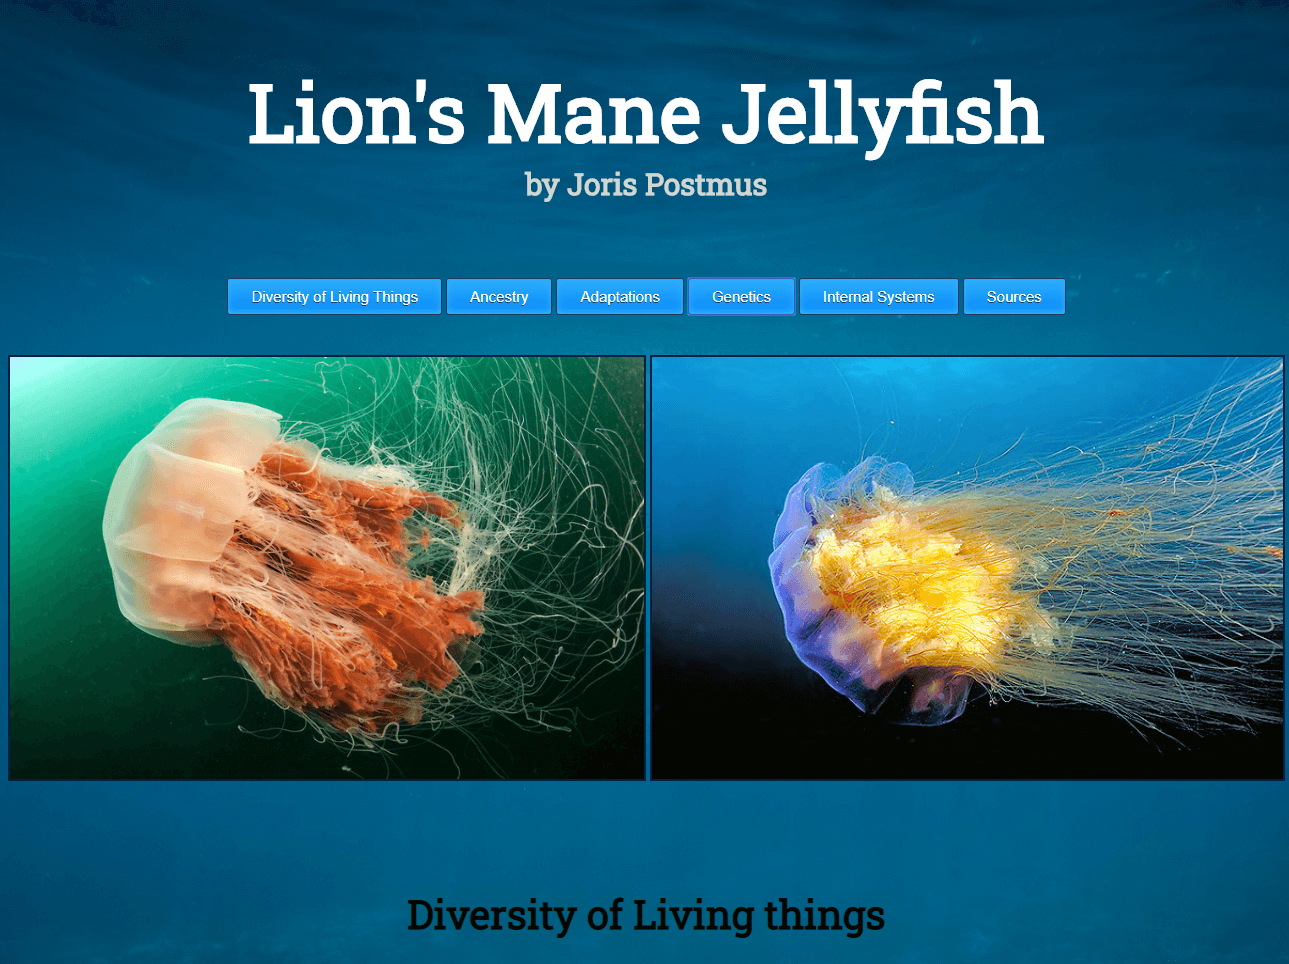 Lion's Mane Jellyfish
by Joris Postmus
Diversity of Living Things Ancestry Adaptations Genetics Internal Systems Sources
Diversity of Living things